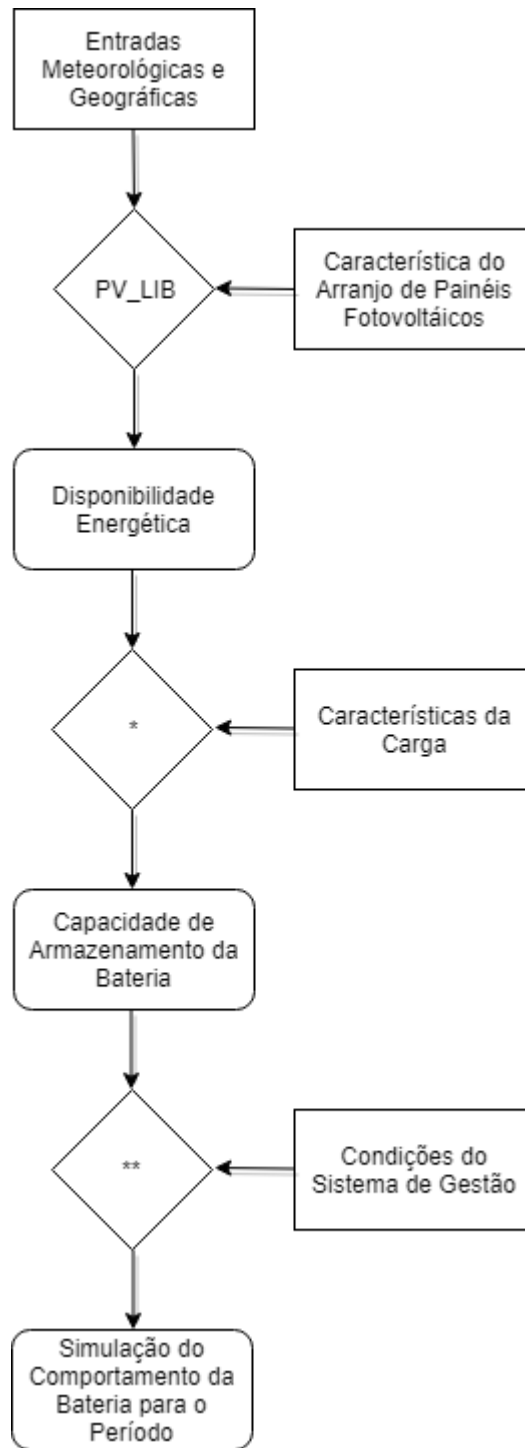 Entradas
Meteorológicas e
Geográficas
PV_LIB
Característica do
Arranjo de Painéis
Fotovoltáicos
Disponibilidade
Energética
*
Características da
Carga
Capacidade de
Armazenamento da
Bateria
**
Condições do
Sistema de Gestão
Simulação do
Comportamento da
Bateria para o
Período